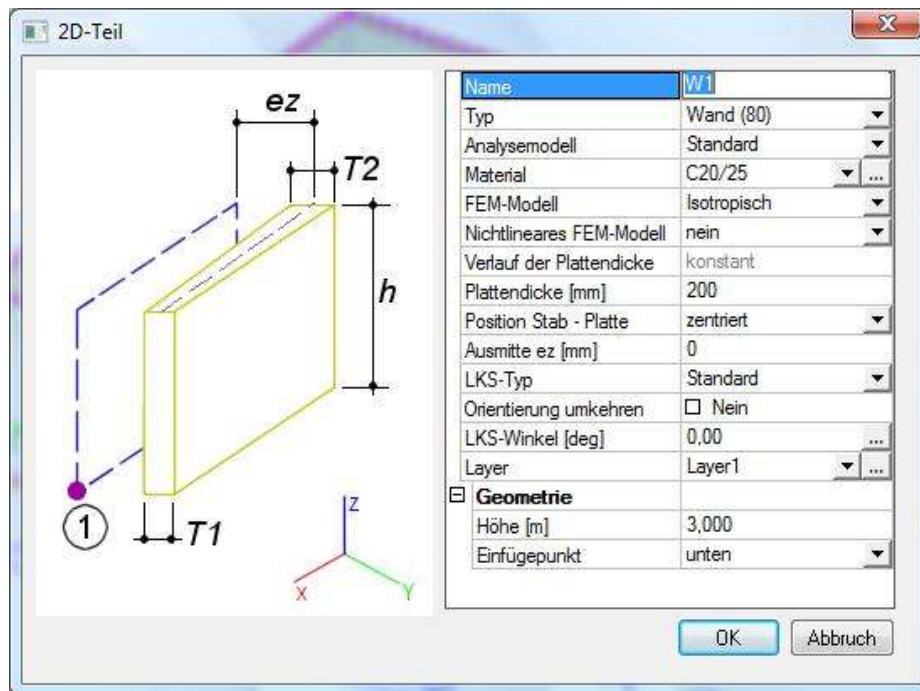 2D-Teil
ez
T2
h
1
T1
Z
X
Y
Name W1
Typ Wand (80)
Analysemodell Standard
Material C20/25 ...
FEM-Modell Isotropisch
Nichtlineares FEM-Modell nein
Verlauf der Plattendicke konstant
Plattendicke [mm] 200
Position Stab - Platte zentriert
Ausmitte ez [mm] 0
LKS-Typ Standard
Orientierung umkehren Nein
LKS-Winkel [deg] 0,00 ...
Layer Layer1 ...
Geometrie
Höhe [m] 3,000
Einfügepunkt unten
OK Abbruch